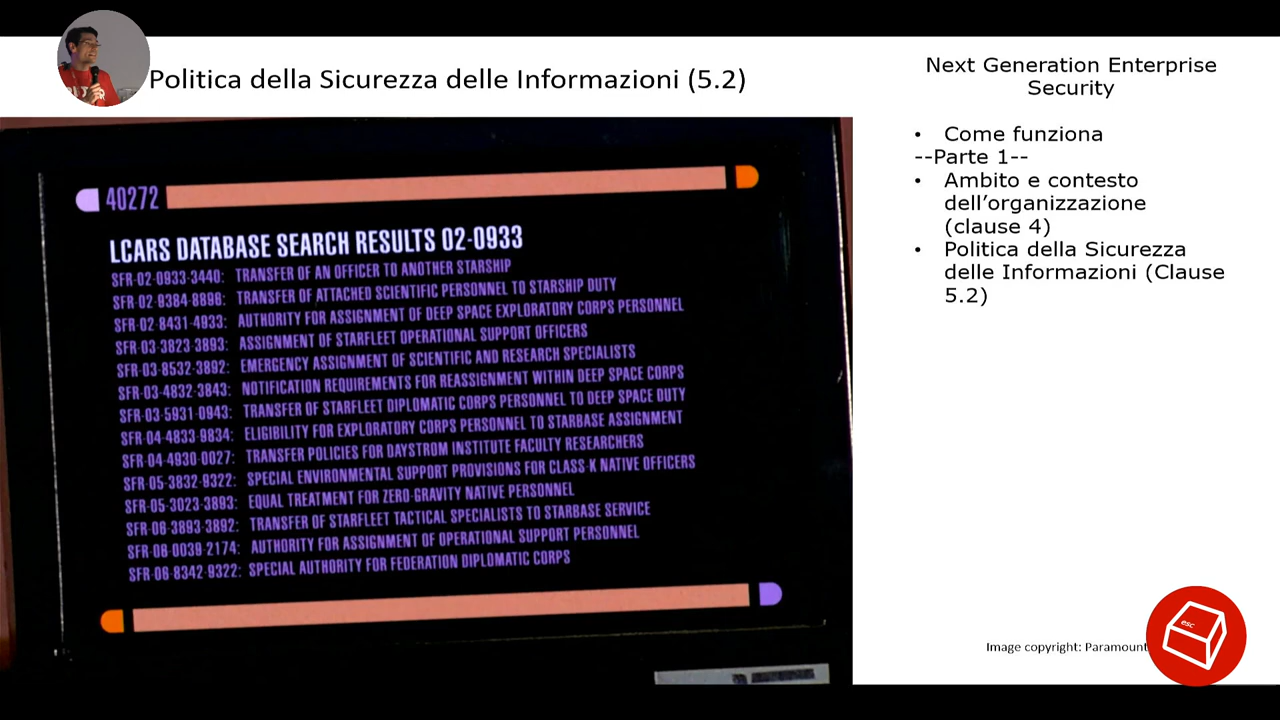 Politica della Sicurezza delle Informazioni (5.2)
40272
LCARS DATABASE SEARCH RESULTS 02-0933
SFR-02-0933-3440: TRANSFER OF AN OFFICER TO ANOTHER STARSHIP
SFR-02-9384-8898: TRANSFER OF ATTACHED SCIENTIFIC PERSONNEL TO STARSHIP DUTY
SFR-02-8431-4933: AUTHORITY FOR ASSIGNMENT OF DEEP SPACE EXPLORATORY CORPS PERSONNEL
SFR-03-3823-3893: ASSIGNMENT OF STARFLEET OPERATIONAL SUPPORT OFFICERS
SFR-03-8532-3892: EMERGENCY ASSIGNMENT OF SCIENTIFIC AND RESEARCH SPECIALISTS
SFR-03-4832-3843: NOTIFICATION REQUIREMENTS FOR REASSIGNMENT WITHIN DEEP SPACE CORPS
SFR-03-5931-0943: TRANSFER OF STARFLEET DIPLOMATIC CORPS PERSONNEL TO DEEP SPACE DUTY
SFR-04-4833-9834: ELIGIBILITY FOR EXPLORATORY CORPS PERSONNEL TO STARBASE ASSIGNMENT
SFR-04-4930-0027: TRANSFER POLICIES FOR DAYSTROM INSTITUTE FACULTY RESEARCHERS
SFR-05-3832-9322: SPECIAL ENVIRONMENTAL SUPPORT PROVISIONS FOR CLASS-K NATIVE OFFICERS
SFR-05-3023-3893: EQUAL TREATMENT FOR ZERO-GRAVITY NATIVE PERSONNEL
SFR-06-3893-3892: TRANSFER OF STARFLEET TACTICAL SPECIALISTS TO STARBASE SERVICE
SFR-06-0039-2174: AUTHORITY FOR ASSIGNMENT OF OPERATIONAL SUPPORT PERSONNEL
SFR-06-8342-9322: SPECIAL AUTHORITY FOR FEDERATION DIPLOMATIC CORPS
Next Generation Enterprise
Security
• Come funziona
--Parte 1--
• Ambito e contesto
dell’organizzazione
(clause 4)
• Politica della Sicurezza
delle Informazioni (Clause
5.2)
Image copyright: Paramount
esc